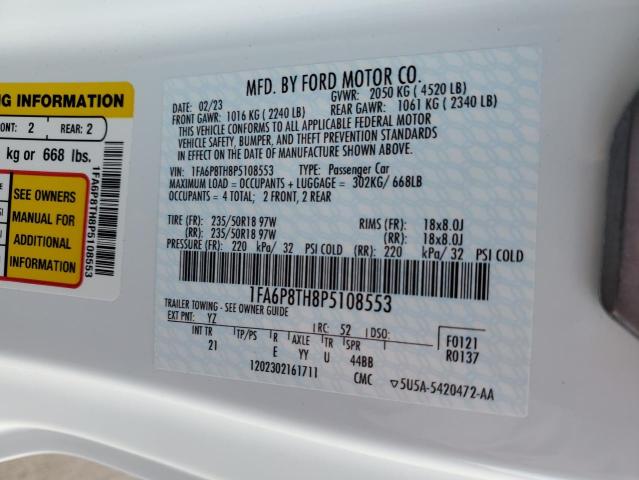 NG INFORMATION
ONT: 2 REAR: 2
kg or 668 lbs.
SEE OWNERS
MANUAL FOR
ADDITIONAL
INFORMATION
1FA6P8TH8P5108553
MFD. BY FORD MOTOR CO.
DATE: 02/23 GVWR: 2050 KG ( 4520 LB)
FRONT GAWR: 1016 KG ( 2240 LB) REAR GAWR: 1061 KG ( 2340 LB)
THIS VEHICLE CONFORMS TO ALL APPLICABLE FEDERAL MOTOR
VEHICLE SAFETY, BUMPER, AND THEFT PREVENTION STANDARDS
IN EFFECT ON THE DATE OF MANUFACTURE SHOWN ABOVE.
VIN: 1FA6P8TH8P5108553 TYPE: Passenger Car
MAXIMUM LOAD = OCCUPANTS + LUGGAGE = 302KG/ 668LB
OCCUPANTS = 4 TOTAL; 2 FRONT, 2 REAR
TIRE (FR): 235/50R18 97W RIMS (FR): 18x8.0J
(RR): 235/50R18 97W (RR): 18x8.0J
PRESSURE (FR): 220 kPa/ 32 PSI COLD (RR): 220 kPa/ 32 PSI COLD
1FA6P8TH8P5108553
TRAILER TOWING - SEE OWNER GUIDE
EXT PNT: YZ RC: 52 DSO: F0121
INT TR TP/PS R AXLE TR SPR R0137
21 E YY U 44BB
1202302161711 CMC ▽5U5A-5420472-AA